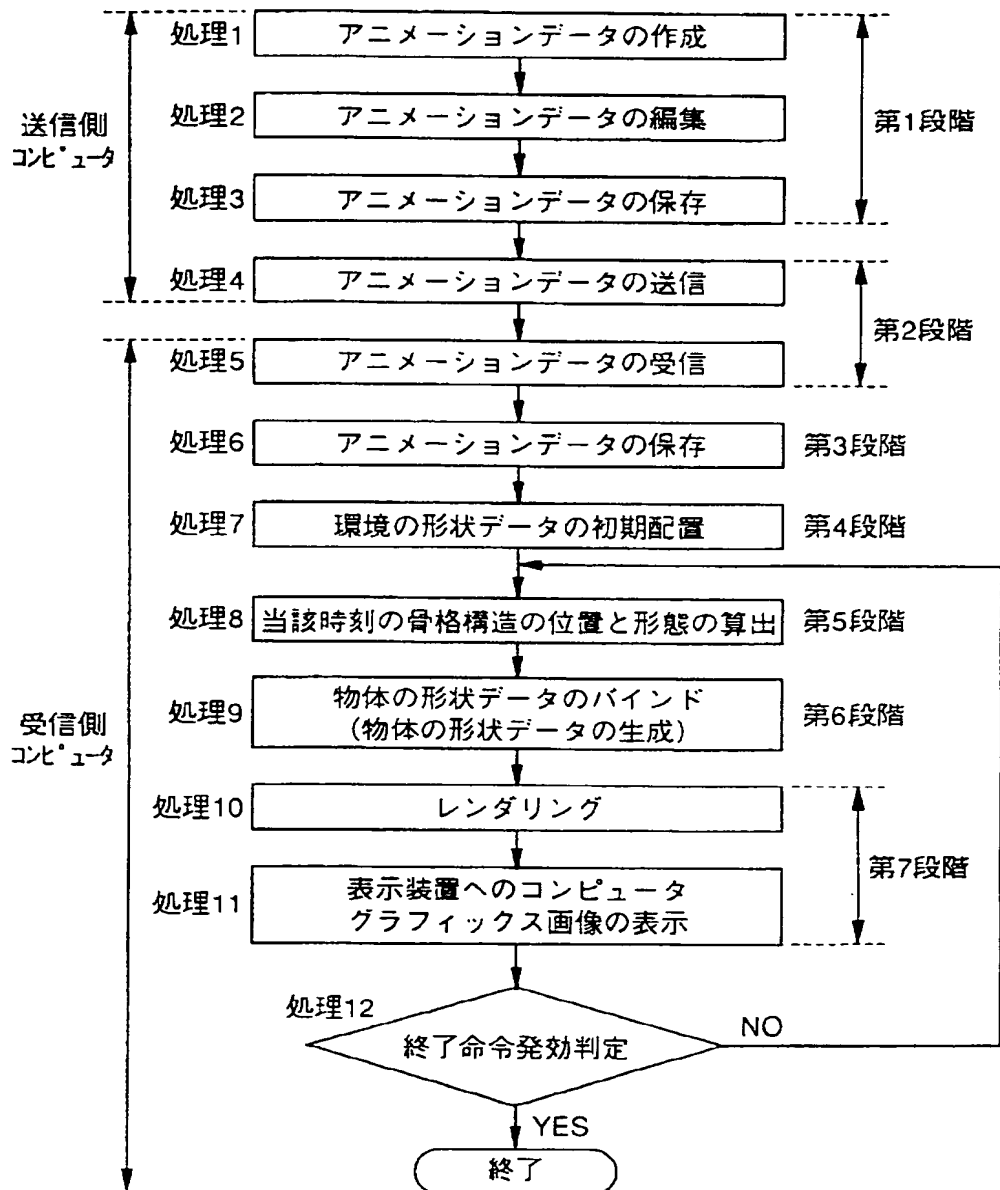 処理1
アニメーションデータの作成
処理2
アニメーションデータの編集
処理3
アニメーションデータの保存
第1段階
送信側
コンピュータ
処理4
アニメーションデータの送信
処理5
アニメーションデータの受信
第2段階
処理6
アニメーションデータの保存
第3段階
処理7
環境の形状データの初期配置
第4段階
処理8
当該時刻の骨格構造の位置と形態の算出
第5段階
処理9
物体の形状データのバインド
(物体の形状データの生成)
第6段階
受信側
コンピュータ
処理10
レンダリング
処理11
表示装置へのコンピュータ
グラフィックス画像の表示
第7段階
処理12
終了命令発効判定
NO
YES
終了